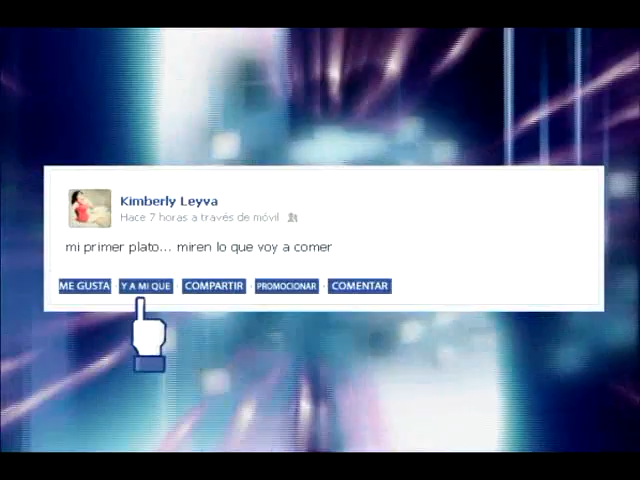 Kimberly Leyva
Hace 7 horas a través de móvil
mi primer plato... miren lo que voy a comer
ME GUSTA · Y A MI QUE · COMPARTIR · PROMOCIONAR · COMENTAR